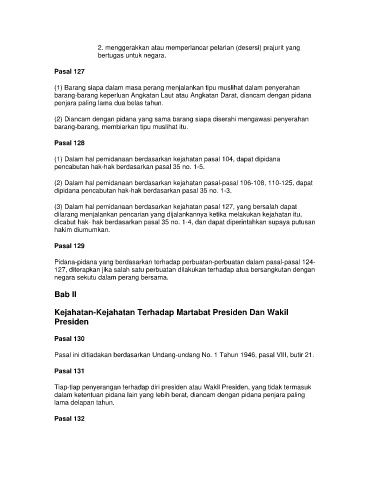 2. menggerakkan atau memperlancar pelarian (desersi) prajurit yang
bertugas untuk negara.
Pasal 127
(1) Barang siapa dalam masa perang menjalankan tipu muslihat dalam penyerahan
barang-barang keperluan Angkatan Laut atau Angkatan Darat, diancam dengan pidana
penjara paling lama dua belas tahun.
(2) Diancam dengan pidana yang sama barang siapa diserahi mengawasi penyerahan
barang-barang, membiarkan tipu muslihat itu.
Pasal 128
(1) Dalam hal pemidanaan berdasarkan kejahatan pasal 104, dapat dipidana
pencabutan hak-hak berdasarkan pasal 35 no. 1-5.
(2) Dalam hal pemidanaan berdasarkan kejahatan pasal-pasal 106-108, 110-125, dapat
dipidana pencabutan hak-hak berdasarkan pasal 35 no. 1-3.
(3) Dalam hal pemidanaan berdasarkan kejahatan pasal 127, yang bersalah dapat
dilarang menjalankan pencarian yang dijalankannya ketika melakukan kejahatan itu,
dicabut hak- hak berdasarkan pasal 35 no. 1-4, dan dapat diperintahkan supaya putusan
hakim diumumkan.
Pasal 129
Pidana-pidana yang berdasarkan terhadap perbuatan-perbuatan dalam pasal-pasal 124-
127, diterapkan jika salah satu perbuatan dilakukan terhadap atua bersangkutan dengan
negara sekutu dalam perang bersama.
Bab II
Kejahatan-Kejahatan Terhadap Martabat Presiden Dan Wakil
Presiden
Pasal 130
Pasal ini ditiadakan berdasarkan Undang-undang No. 1 Tahun 1946, pasal VIII, butir 21.
Pasal 131
Tiap-tiap penyerangan terhadap diri presiden atau Wakil Presiden, yang tidak termasuk
dalam ketentuan pidana lain yang lebih berat, diancam dengan pidana penjara paling
lama delapan tahun.
Pasal 132